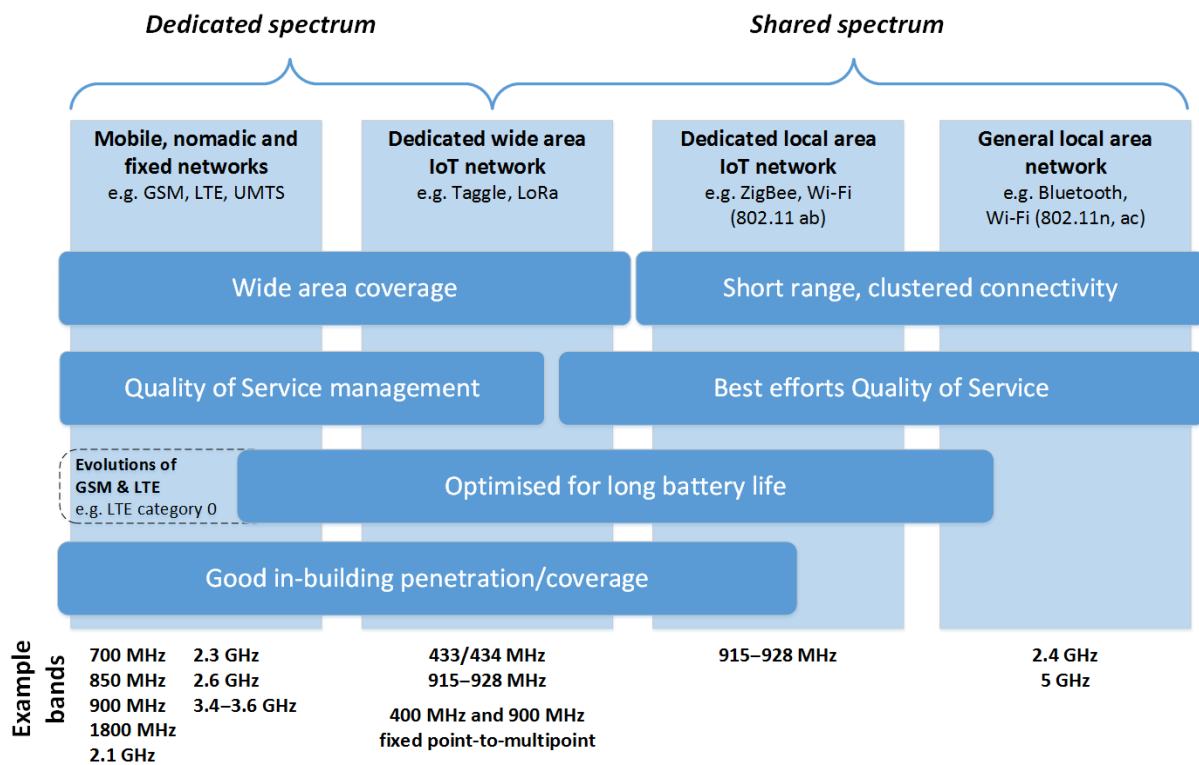 Dedicated spectrum
Shared spectrum
Mobile, nomadic and
fixed networks
e.g. GSM, LTE, UMTS
Dedicated wide area
IoT network
e.g. Taggle, LoRa
Dedicated local area
IoT network
e.g. ZigBee, Wi-Fi
(802.11 ab)
General local area
network
e.g. Bluetooth,
Wi-Fi (802.11n, ac)
Wide area coverage
Short range, clustered connectivity
Quality of Service management
Best efforts Quality of Service
Evolutions of
GSM & LTE
e.g. LTE category 0
Optimised for long battery life
Good in-building penetration/coverage
Example
bands
700 MHz
850 MHz
900 MHz
1800 MHz
2.1 GHz
2.3 GHz
2.6 GHz
3.4–3.6 GHz
433/434 MHz
915–928 MHz
400 MHz and 900 MHz
fixed point-to-multipoint
915–928 MHz
2.4 GHz
5 GHz